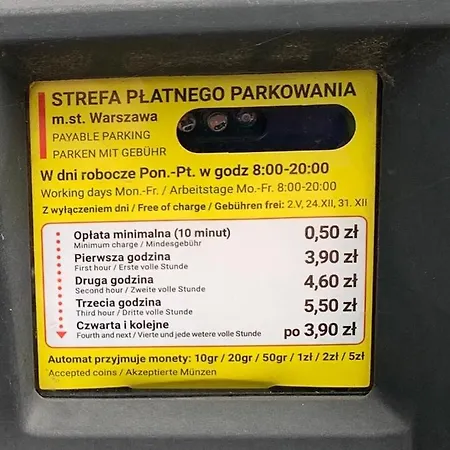 STREFA PŁATNEGO PARKOWANIA
m.st. Warszawa
PAYABLE PARKING
PARKEN MIT GEBÜHR
W dni robocze Pon.-Pt. w godz 8:00-20:00
Working days Mon.-Fr. / Arbeitstage Mo.-Fr. 8:00-20:00
Z wyłączeniem dni / Free of charge / Gebühren frei: 2.V, 24.XII, 31. XII
Opłata minimalna (10 minut) 0,50 zł
Minimum charge / Mindesgebühr
Pierwsza godzina 3,90 zł
First hour / Erste volle Stunde
Druga godzina 4,60 zł
Second hour / Zweite volle Stunde
Trzecia godzina 5,50 zł
Third hour / Dritte volle Stunde
Czwarta i kolejne po 3,90 zł
Fourth and next / Vierte und jede wetere volle Stunde
Automat przyjmuje monety: 10gr / 20gr / 50gr / 1zł / 2zł / 5zł
Accepted coins / Akzeptierte Münzen